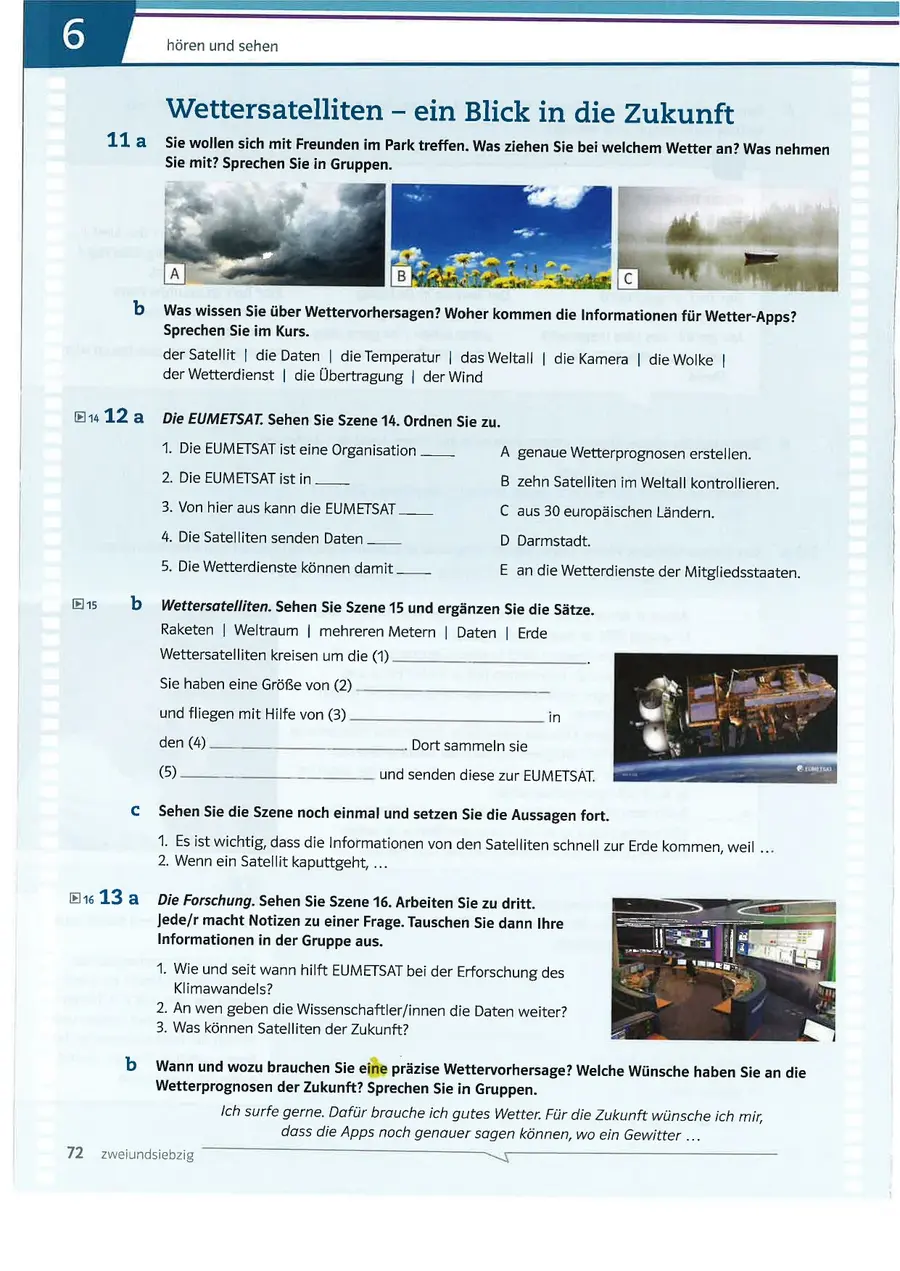 6
hören und sehen
Wettersatelliten – ein Blick in die Zukunft
11 a Sie wollen sich mit Freunden im Park treffen. Was ziehen Sie bei welchem Wetter an? Was nehmen
Sie mit? Sprechen Sie in Gruppen.
A B C
b Was wissen Sie über Wettervorhersagen? Woher kommen die Informationen für Wetter-Apps?
Sprechen Sie im Kurs.
der Satellit | die Daten | die Temperatur | das Weltall | die Kamera | die Wolke |
der Wetterdienst | die Übertragung | der Wind
14 12 a Die EUMETSAT. Sehen Sie Szene 14. Ordnen Sie zu.
1. Die EUMETSAT ist eine Organisation ____ A genaue Wetterprognosen erstellen.
2. Die EUMETSAT ist in ____ B zehn Satelliten im Weltall kontrollieren.
3. Von hier aus kann die EUMETSAT ____ C aus 30 europäischen Ländern.
4. Die Satelliten senden Daten ____ D Darmstadt.
5. Die Wetterdienste können damit ____ E an die Wetterdienste der Mitgliedsstaaten.
15 b Wettersatelliten. Sehen Sie Szene 15 und ergänzen Sie die Sätze.
Raketen | Weltraum | mehreren Metern | Daten | Erde
Wettersatelliten kreisen um die (1) ____________________.
Sie haben eine Größe von (2) ____________________
und fliegen mit Hilfe von (3) ____________________ in
den (4) ____________________. Dort sammeln sie
(5) ____________________ und senden diese zur EUMETSAT.
EUMETSAT
c Sehen Sie die Szene noch einmal und setzen Sie die Aussagen fort.
1. Es ist wichtig, dass die Informationen von den Satelliten schnell zur Erde kommen, weil …
2. Wenn ein Satellit kaputtgeht, …
16 13 a Die Forschung. Sehen Sie Szene 16. Arbeiten Sie zu dritt.
Jede/r macht Notizen zu einer Frage. Tauschen Sie dann Ihre
Informationen in der Gruppe aus.
1. Wie und seit wann hilft EUMETSAT bei der Erforschung des
Klimawandels?
2. An wen geben die Wissenschaftler/innen die Daten weiter?
3. Was können Satelliten der Zukunft?
b Wann und wozu brauchen Sie eine präzise Wettervorhersage? Welche Wünsche haben Sie an die
Wetterprognosen der Zukunft? Sprechen Sie in Gruppen.
Ich surfe gerne. Dafür brauche ich gutes Wetter. Für die Zukunft wünsche ich mir,
dass die Apps noch genauer sagen können, wo ein Gewitter …
72 zweiundsiebzig